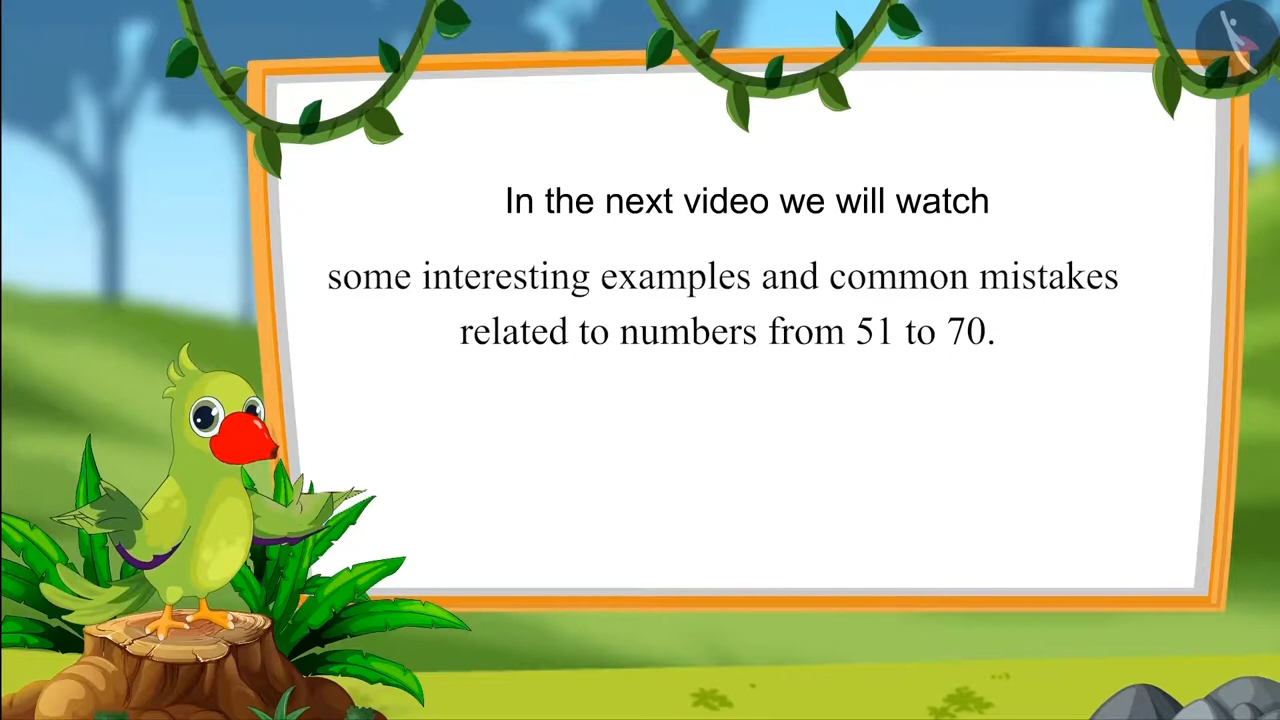 In the next video we will watch
some interesting examples and common mistakes
related to numbers from 51 to 70.